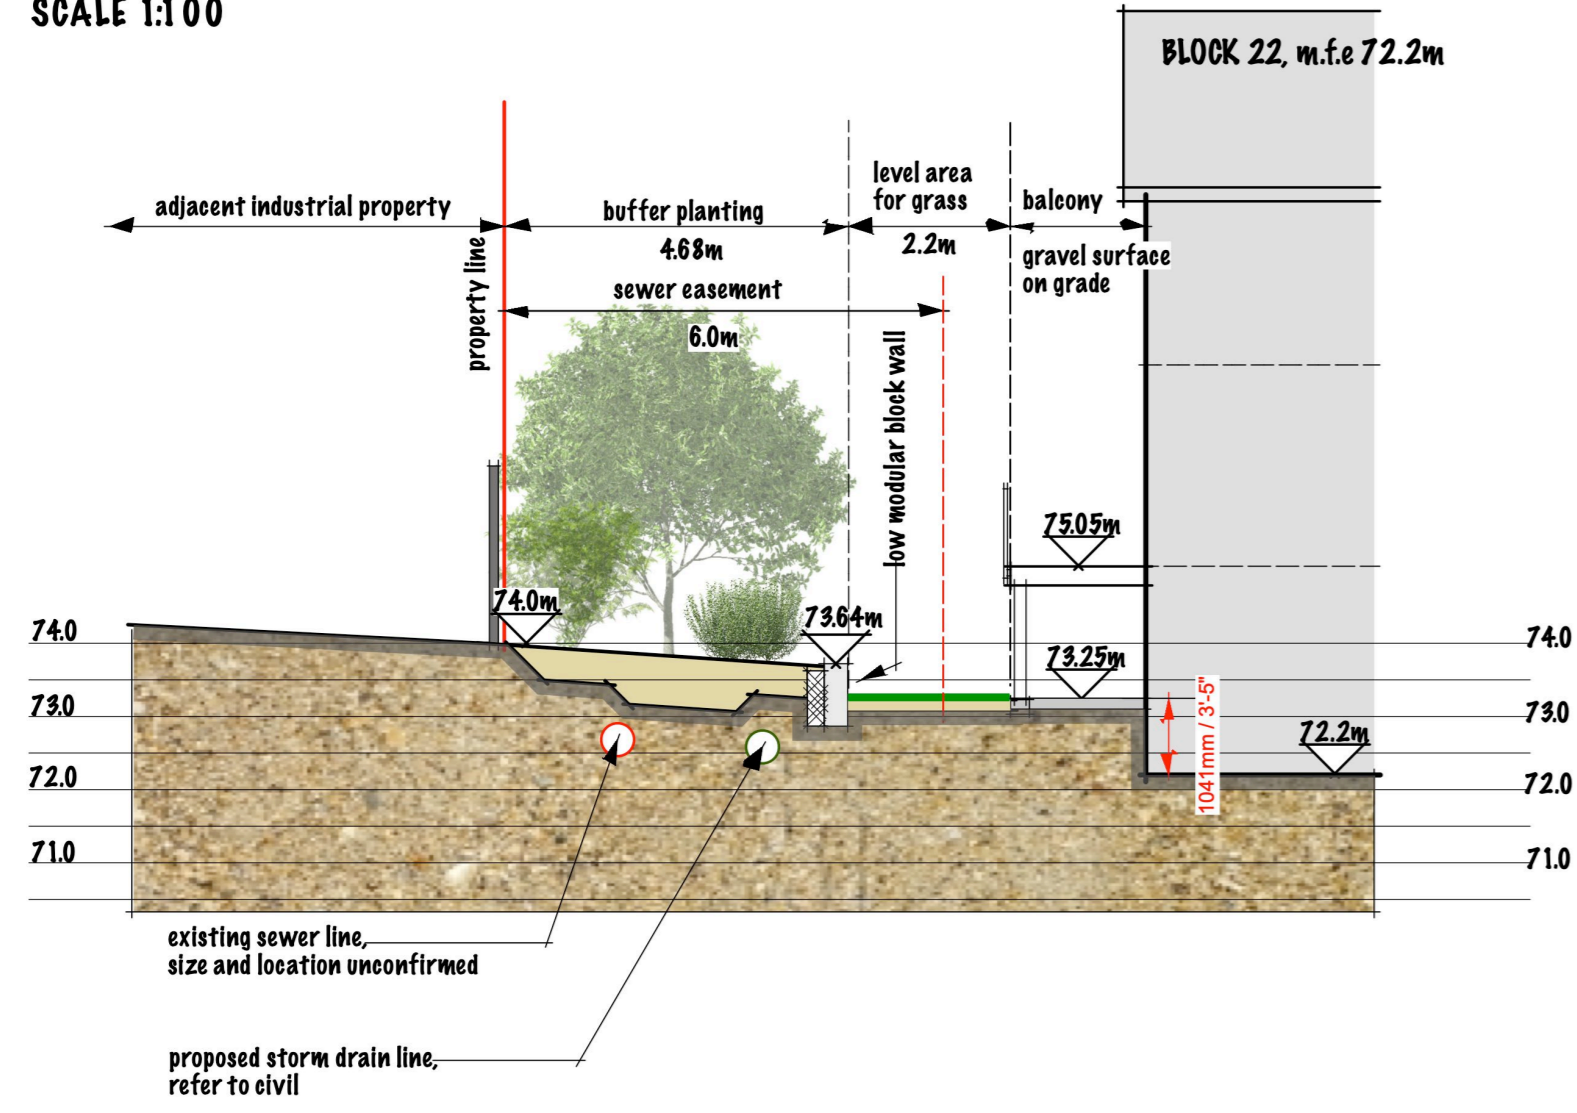 SCALE 1:100
BLOCK 22, m.f.e 72.2m
adjacent industrial property
property line
buffer planting
4.68m
level area
for grass
2.2m
balcony
gravel surface
on grade
sewer easement
6.0m
low modular block wall
75.05m
74.0m
73.64m
73.25m
72.2m
1041mm / 3'-5"
74.0
73.0
72.0
71.0
74.0
73.0
72.0
71.0
existing sewer line,
size and location unconfirmed
proposed storm drain line,
refer to civil